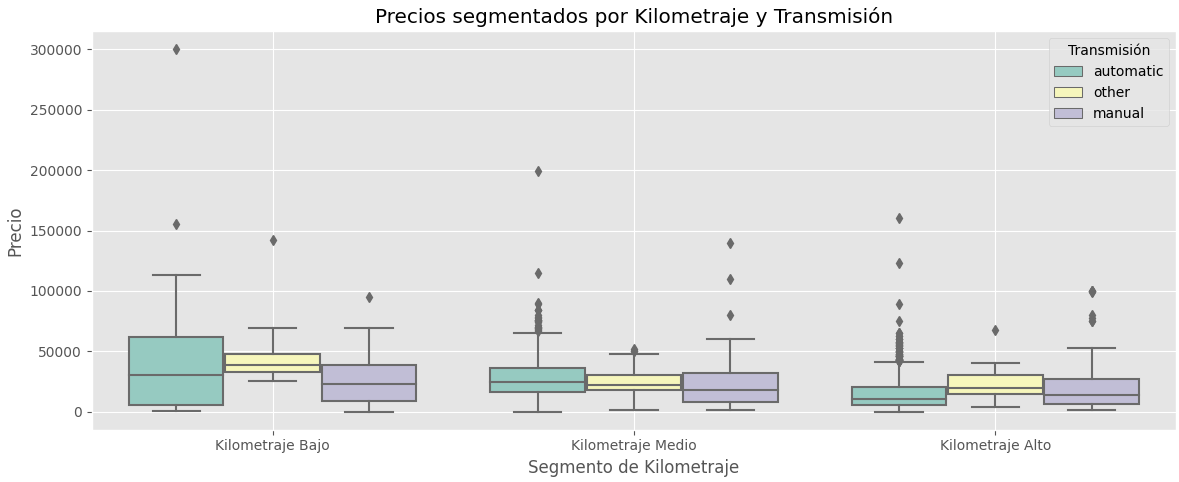 Precios segmentados por Kilometraje y Transmisión
Precio
300000
250000
200000
150000
100000
50000
0
Transmisión
automatic
other
manual
Kilometraje Bajo
Kilometraje Medio
Kilometraje Alto
Segmento de Kilometraje